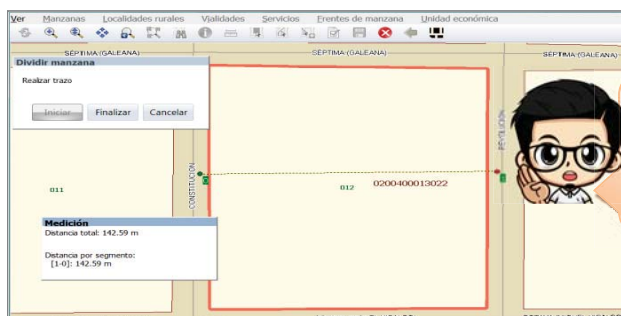 Ver Manzanas Localidades rurales Vialidades Servicios Frentes de manzana Unidad económica
SÉPTIMA (GALEANA) SÉPTIMA (GALEANA) SÉPTIMA (GALEANA)
Dividir manzana
Realizar trazo
Iniciar Finalizar Cancelar
REVOLUCIÓN
CONSTITUCIÓN
011
012 0200400013022
Medición
Distancia total: 142.59 m
Distancia por segmento:
[1-0]: 142.59 m